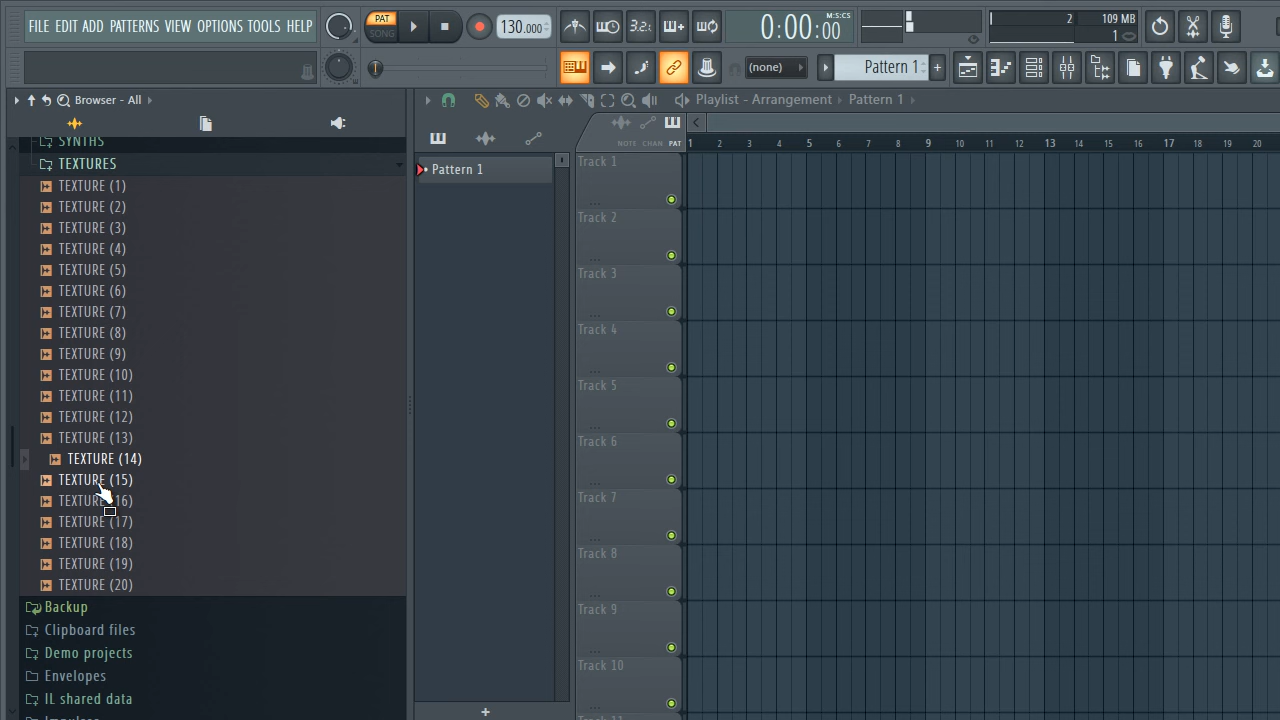 FILE EDIT ADD PATTERNS VIEW OPTIONS TOOLS HELP
PAT
SONG
130.000
3.2:
0:00:00
M:S:CS
2
109 MB
1
(none)
Pattern 1
+
Browser - All
Playlist - Arrangement
Pattern 1
NOTE CHAN PAT
1 2 3 4 5 6 7 8 9 10 11 12 13 14 15 16 17 18 19 20
SYNTHS
TEXTURES
TEXTURE (1)
TEXTURE (2)
TEXTURE (3)
TEXTURE (4)
TEXTURE (5)
TEXTURE (6)
TEXTURE (7)
TEXTURE (8)
TEXTURE (9)
TEXTURE (10)
TEXTURE (11)
TEXTURE (12)
TEXTURE (13)
TEXTURE (14)
TEXTURE (15)
TEXTURE (16)
TEXTURE (17)
TEXTURE (18)
TEXTURE (19)
TEXTURE (20)
Backup
Clipboard files
Demo projects
Envelopes
IL shared data
Pattern 1
+
Track 1
Track 2
Track 3
Track 4
Track 5
Track 6
Track 7
Track 8
Track 9
Track 10